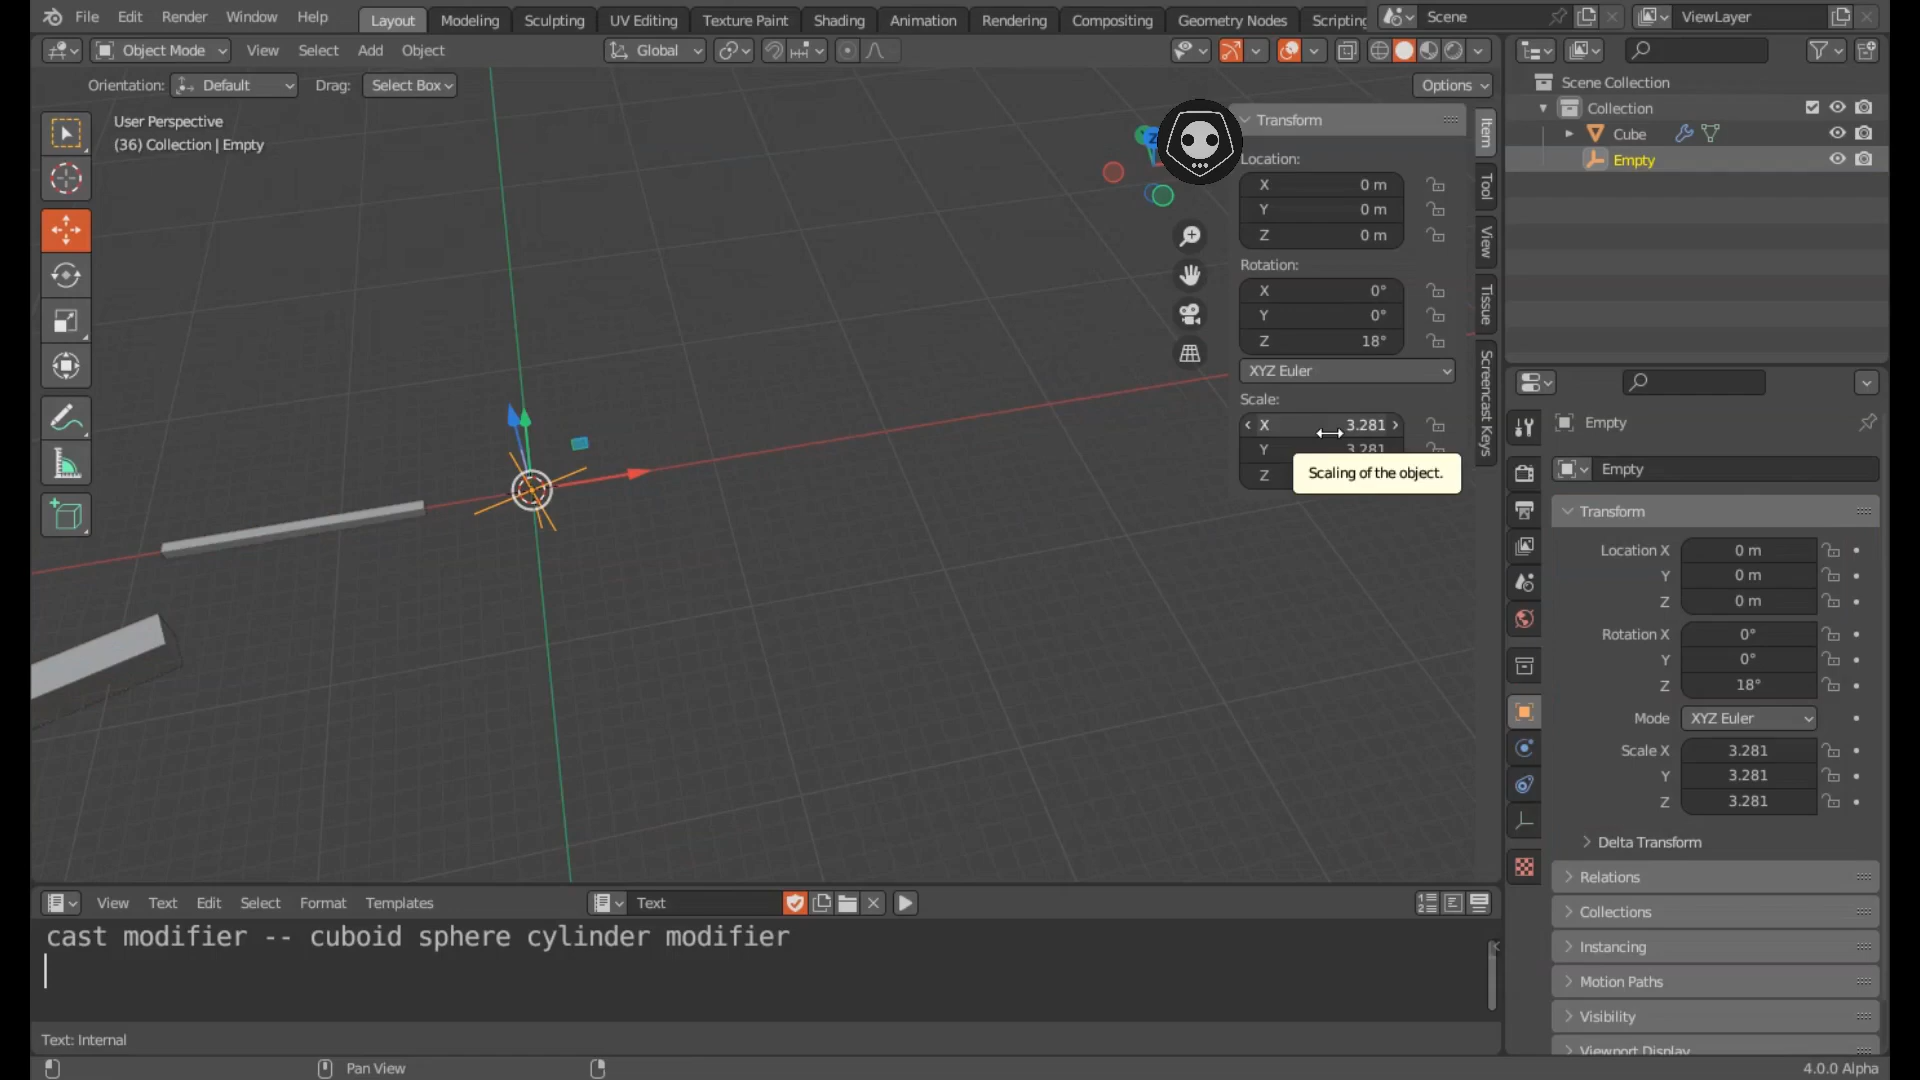 File Edit Render Window Help Layout Modeling Sculpting UV Editing Texture Paint Shading Animation Rendering Compositing Geometry Nodes Scripting Scene ViewLayer
Object Mode View Select Add Object Global
Orientation: Default Drag: Select Box Options
User Perspective
(36) Collection | Empty
Z
Transform
Location:
X 0 m
Y 0 m
Z 0 m
Rotation:
X 0°
Y 0°
Z 18°
XYZ Euler
Scale:
X 3.281
Y 3.281
Z
Scaling of the object.
Item
Tool
View
Tissue
Screencast Keys
Scene Collection
Collection
Cube
Empty
Empty
Empty
Transform
Location X 0 m
Y 0 m
Z 0 m
Rotation X 0°
Y 0°
Z 18°
Mode XYZ Euler
Scale X 3.281
Y 3.281
Z 3.281
Delta Transform
Relations
Collections
Instancing
Motion Paths
Visibility
Viewport Display
View Text Edit Select Format Templates Text
cast modifier -- cuboid sphere cylinder modifier
Text: Internal
Pan View
4.0.0 Alpha